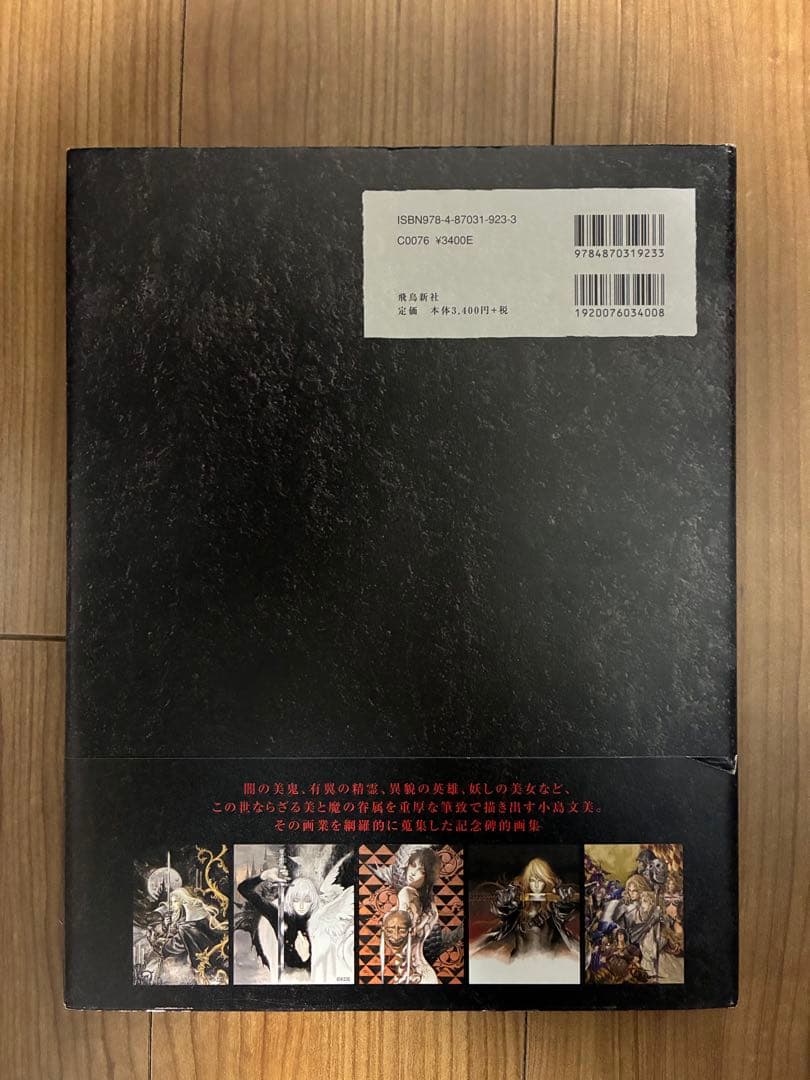 ISBN978-4-87031-923-3
C0076 ¥3400E
9784870319233
飛鳥新社
定価 本体3,400円+税
1920076034008
闇の美鬼、有翼の精霊、異貌の英雄、妖しの美女など、
この世ならざる美と魔の眷属を重厚な筆致で描き出す小島文美。
その画業を網羅的に蒐集した記念碑的画集